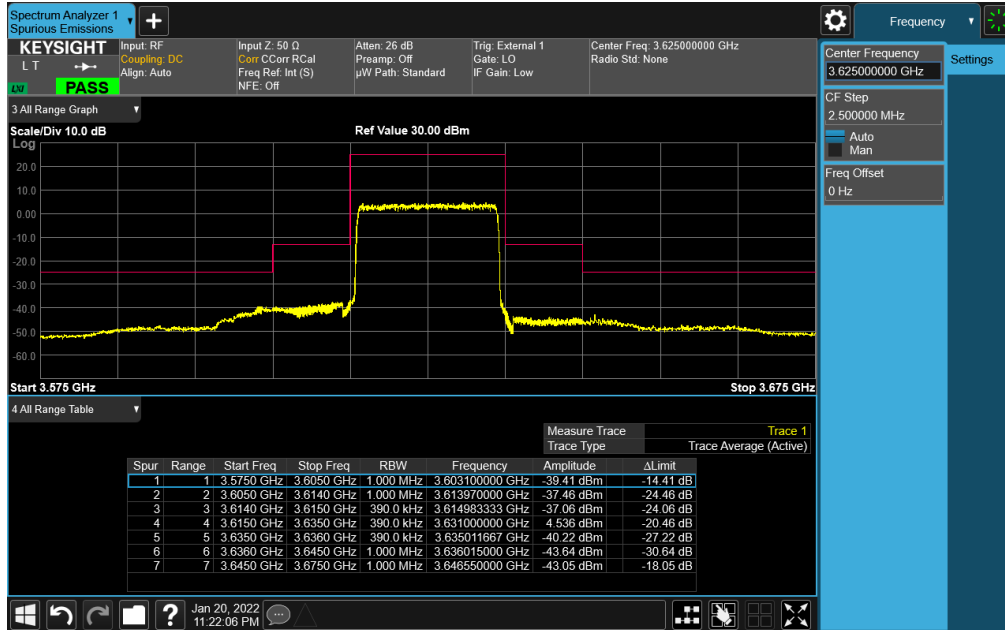 Spectrum Analyzer 1
Spurious Emissions
Frequency
KEYSIGHT
L T
LXI
PASS
Input: RF
Coupling: DC
Align: Auto
Input Z: 50 Ω
Corr CCorr RCal
Freq Ref: Int (S)
NFE: Off
Atten: 26 dB
Preamp: Off
µW Path: Standard
Trig: External 1
Gate: LO
IF Gain: Low
Center Freq: 3.625000000 GHz
Radio Std: None
Center Frequency
3.625000000 GHz
Settings
CF Step
2.500000 MHz
Auto
Man
Freq Offset
0 Hz
3 All Range Graph
Scale/Div 10.0 dB
Ref Value 30.00 dBm
Log
20.0
10.0
0.00
-10.0
-20.0
-30.0
-40.0
-50.0
-60.0
Start 3.575 GHz
Stop 3.675 GHz
4 All Range Table
Measure Trace Trace 1
Trace Type Trace Average (Active)
Spur Range Start Freq Stop Freq RBW Frequency Amplitude ΔLimit
1 1 3.5750 GHz 3.6050 GHz 1.000 MHz 3.603100000 GHz -39.41 dBm -14.41 dB
2 2 3.6050 GHz 3.6140 GHz 1.000 MHz 3.613970000 GHz -37.46 dBm -24.46 dB
3 3 3.6140 GHz 3.6150 GHz 390.0 kHz 3.614983333 GHz -37.06 dBm -24.06 dB
4 4 3.6150 GHz 3.6350 GHz 390.0 kHz 3.631000000 GHz 4.536 dBm -20.46 dB
5 5 3.6350 GHz 3.6360 GHz 390.0 kHz 3.635011667 GHz -40.22 dBm -27.22 dB
6 6 3.6360 GHz 3.6450 GHz 1.000 MHz 3.636015000 GHz -43.64 dBm -30.64 dB
7 7 3.6450 GHz 3.6750 GHz 1.000 MHz 3.646550000 GHz -43.05 dBm -18.05 dB
Jan 20, 2022
11:22:06 PM